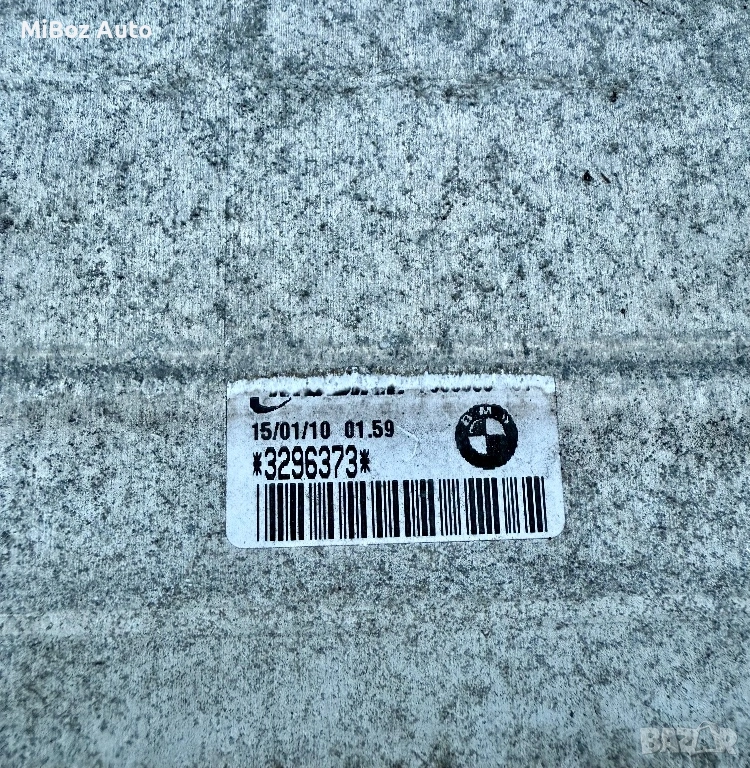 MiBoz Auto
15/01/10 01.59
BMW
*3296373*
BAZAR